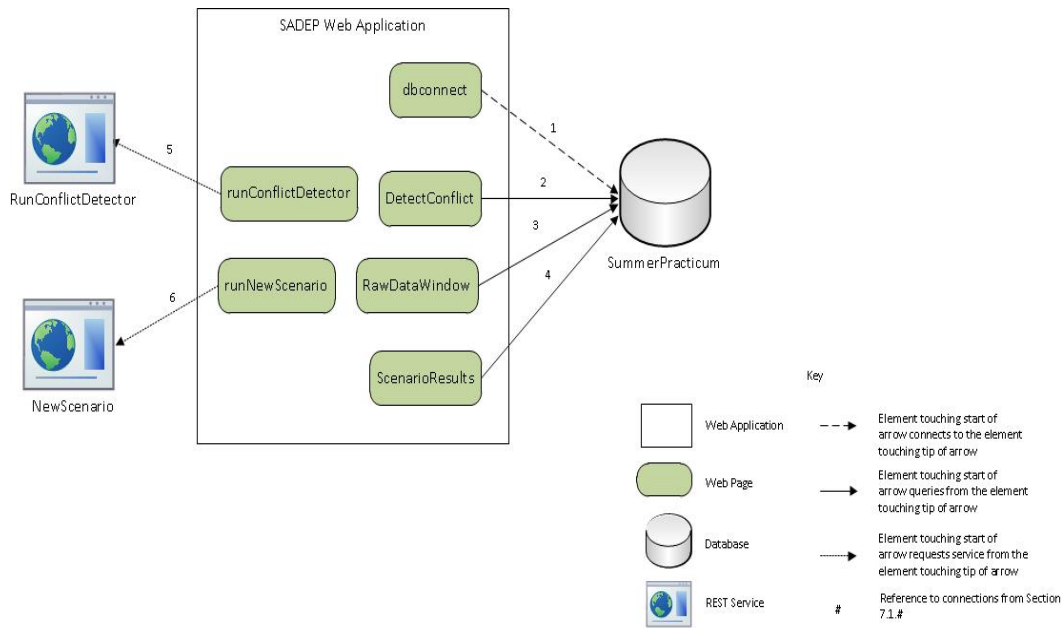 SADEP Web Application
dbconnect
1
5
2
RunConflictDetector
runConflictDetector
DetectConflict
3
SummerPracticum
4
6
runNewScenario
RawDataWindow
NewScenario
ScenarioResults
Key
Web Application
Element touching start of
arrow connects to the element
touching tip of arrow
Web Page
Element touching start of
arrow queries from the element
touching tip of arrow
Database
Element touching start of
arrow requests service from the
element touching tip of arrow
REST Service
#
Reference to connections from Section
7.1.#